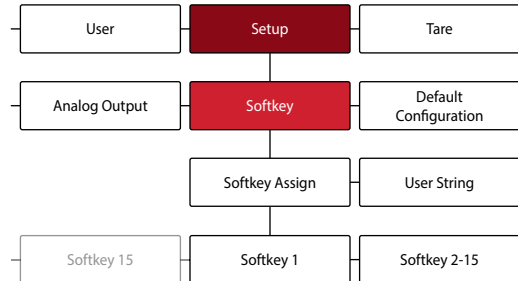 User
Setup
Tare
Analog Output
Softkey
Default
Configuration
Softkey Assign
User String
Softkey 15
Softkey 1
Softkey 2-15